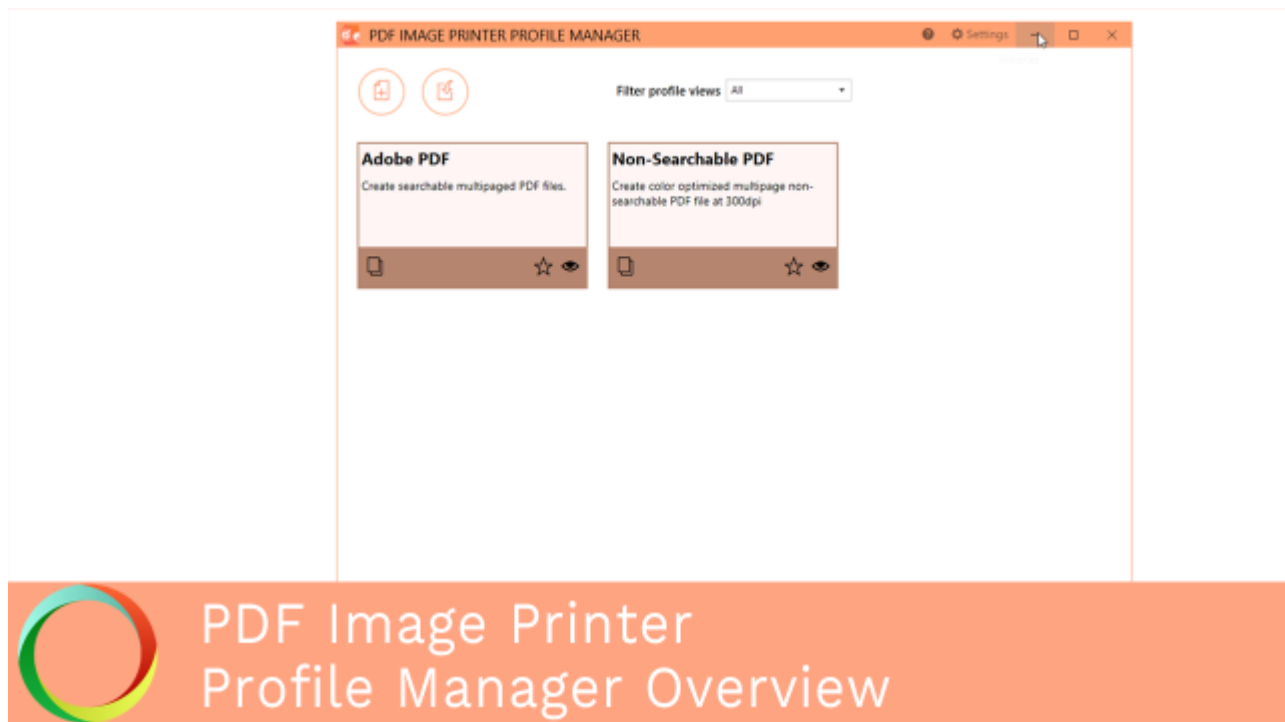 PDF IMAGE PRINTER PROFILE MANAGER
Settings
Filter profile views All
Adobe PDF
Create searchable multipaged PDF files.
Non-Searchable PDF
Create color optimized multipage non-
searchable PDF file at 300dpi
PDF Image Printer
Profile Manager Overview